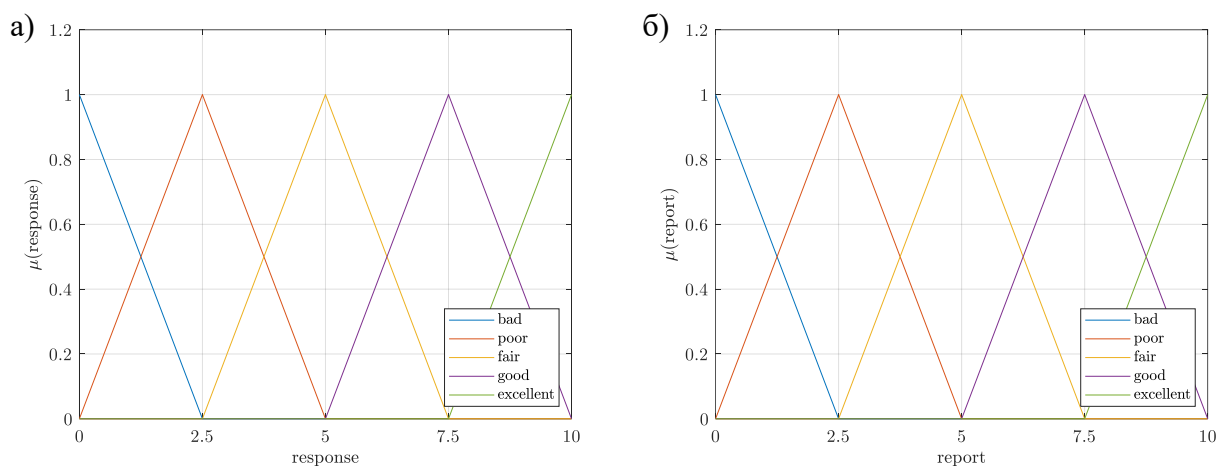 а)
1.2
1
0.8
0.6
0.4
0.2
0
μ(response)
0 2.5 5 7.5 10
response
bad
poor
fair
good
excellent
б)
1.2
1
0.8
0.6
0.4
0.2
0
μ(report)
0 2.5 5 7.5 10
report
bad
poor
fair
good
excellent